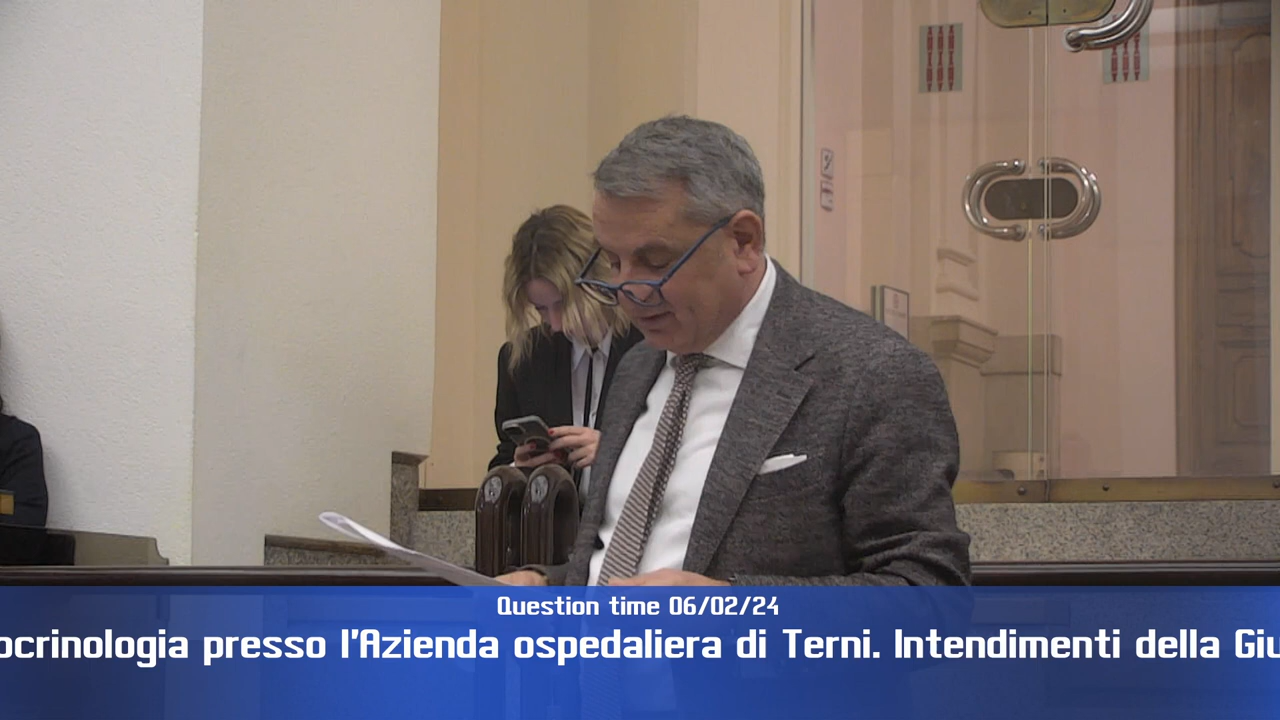 Question time 06/02/24
ocrinologia presso l'Azienda ospedaliera di Terni. Intendimenti della Giu